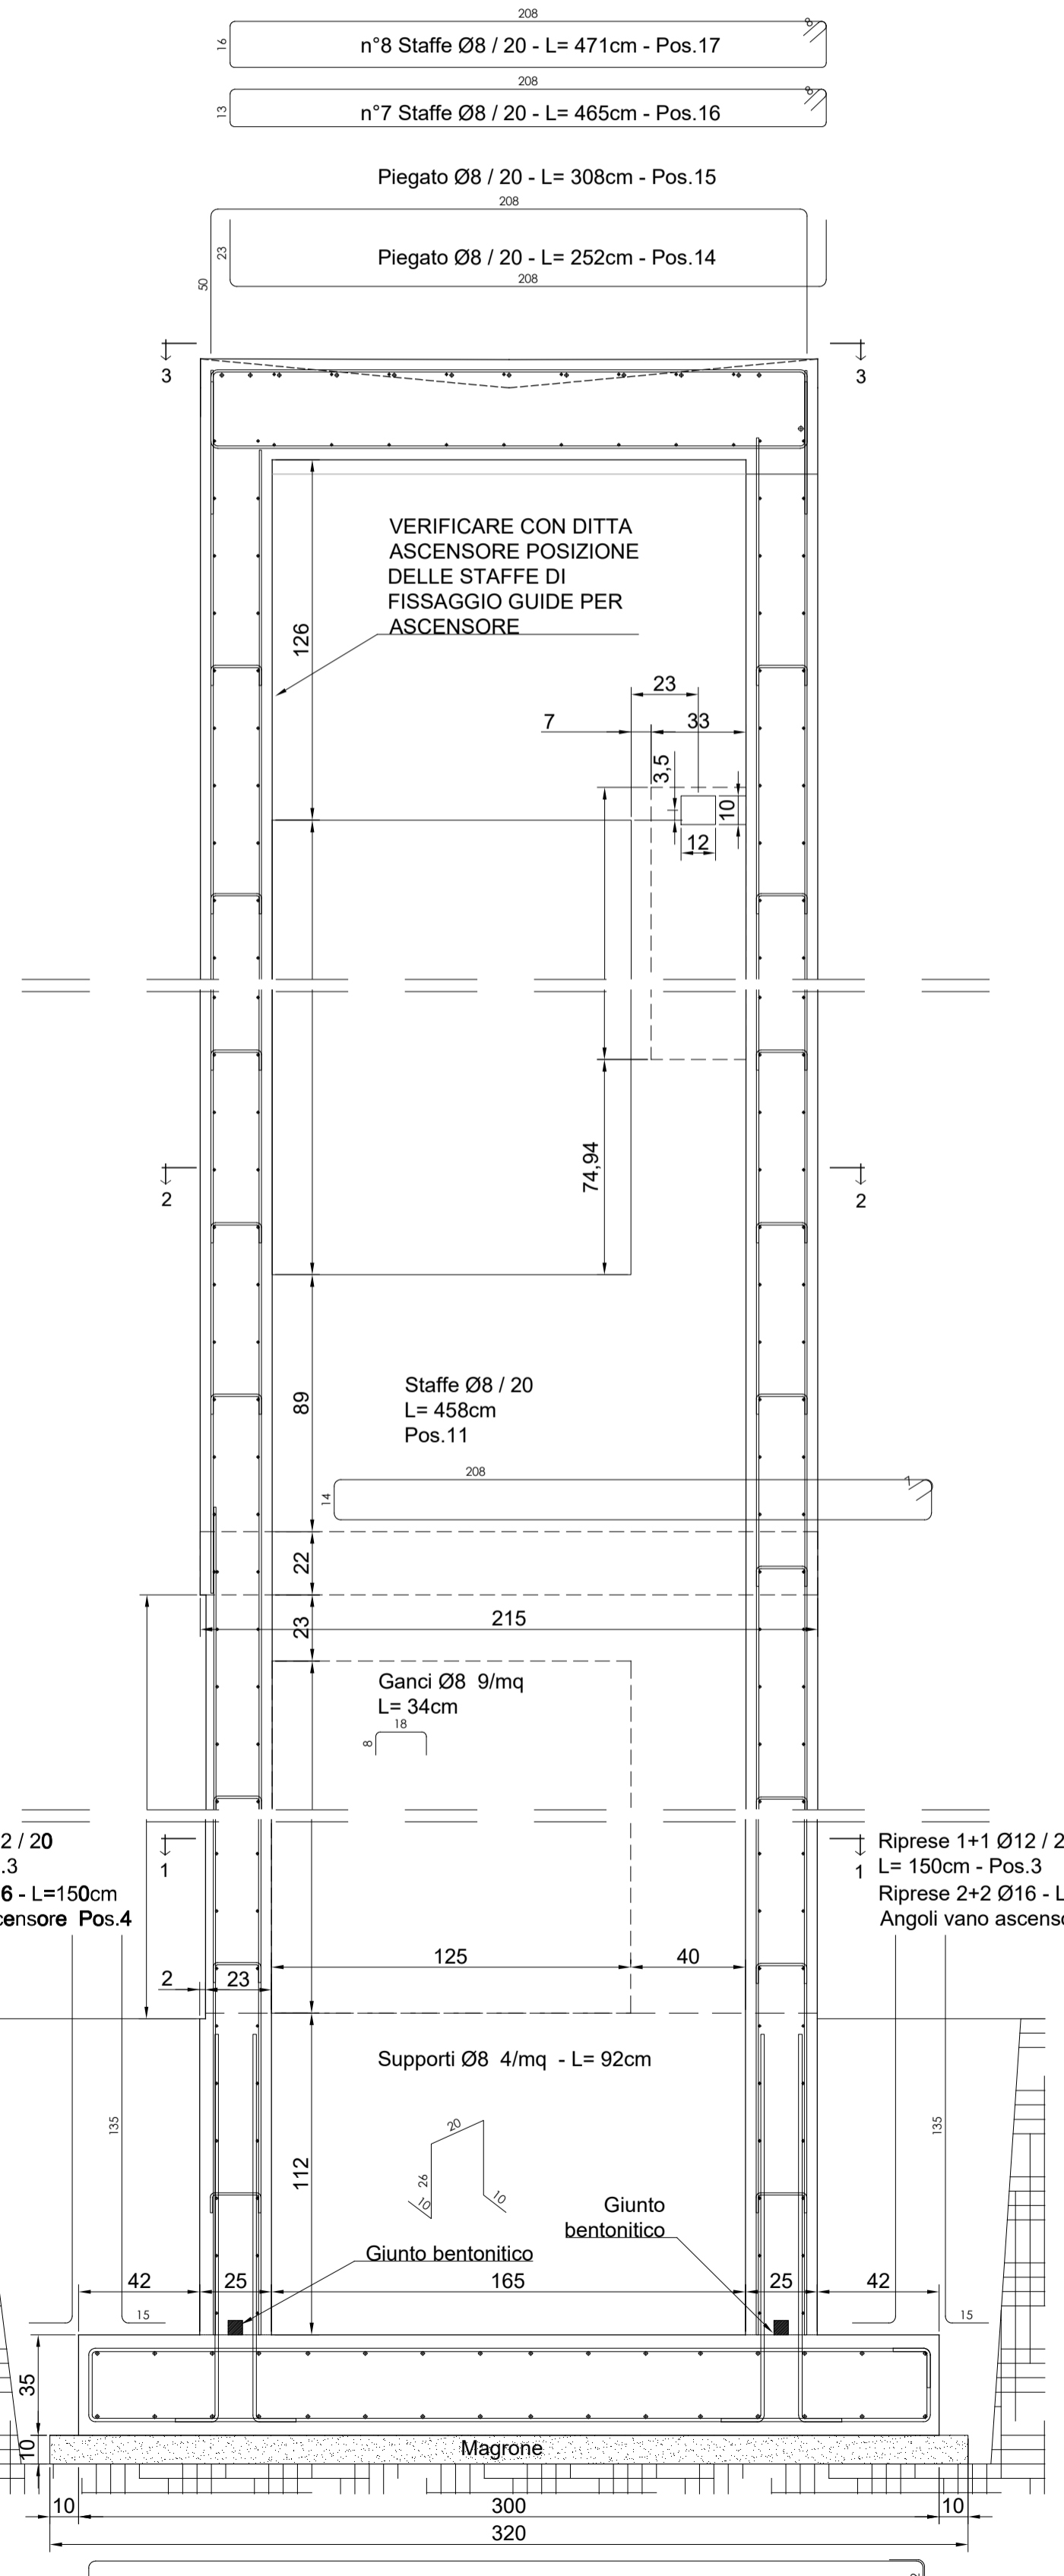 208
16
8
n°8 Staffe Ø8 / 20 - L= 471cm - Pos.17
208
13
8
n°7 Staffe Ø8 / 20 - L= 465cm - Pos.16
Piegato Ø8 / 20 - L= 308cm - Pos.15
208
50
23
Piegato Ø8 / 20 - L= 252cm - Pos.14
208
3
3
VERIFICARE CON DITTA
ASCENSORE POSIZIONE
DELLE STAFFE DI
FISSAGGIO GUIDE PER
ASCENSORE
126
23
7
33
3,5
10
12
74,94
2
2
89
Staffe Ø8 / 20
L= 458cm
Pos.11
208
14
7
22
23
215
Ganci Ø8 9/mq
L= 34cm
18
8
2 / 20
.3
6 - L=150cm
censore Pos.4
1
1
Riprese 1+1 Ø12 / 2
L= 150cm - Pos.3
Riprese 2+2 Ø16 - L
Angoli vano ascenso
125
40
2
23
Supporti Ø8 4/mq - L= 92cm
135
135
20
26
10
10
112
Giunto
bentonitico
Giunto bentonitico
42
25
165
25
42
15
15
35
10
Magrone
10
300
10
320